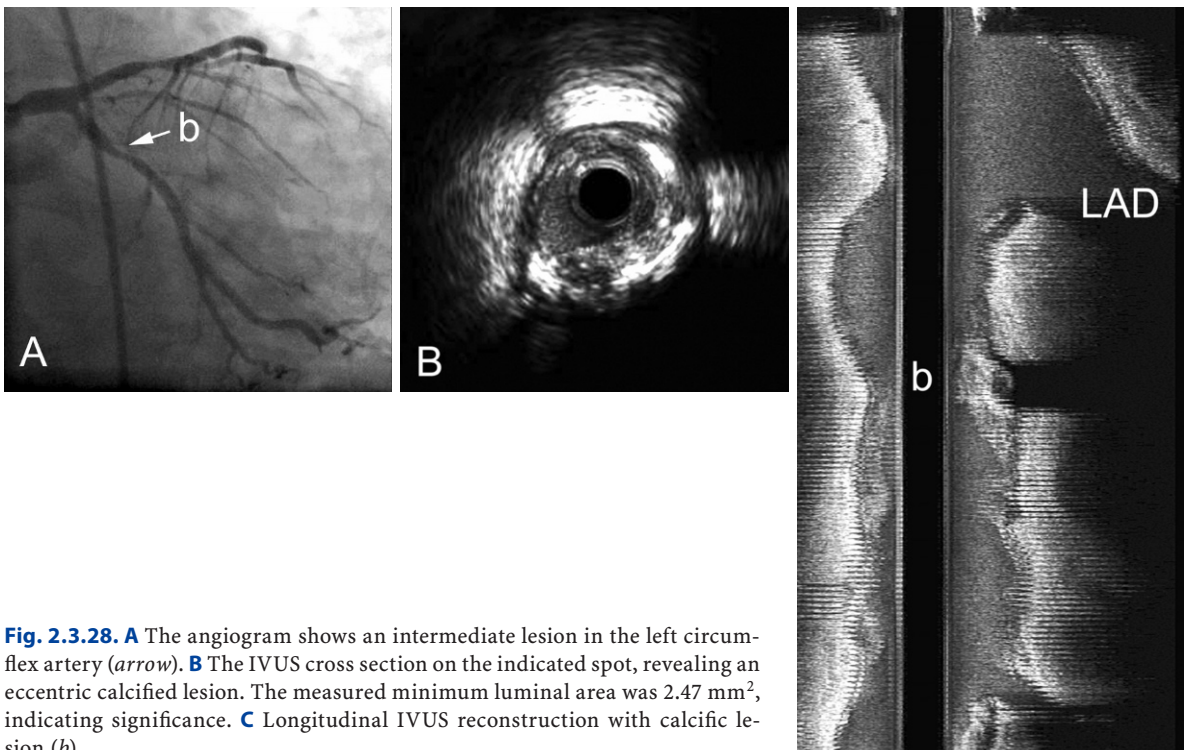 b
A
B
LAD
b
Fig. 2.3.28. A The angiogram shows an intermediate lesion in the left circum-
flex artery (arrow). B The IVUS cross section on the indicated spot, revealing an
eccentric calcified lesion. The measured minimum luminal area was 2.47 mm², 
indicating significance. C Longitudinal IVUS reconstruction with calcific le-
sion (b)